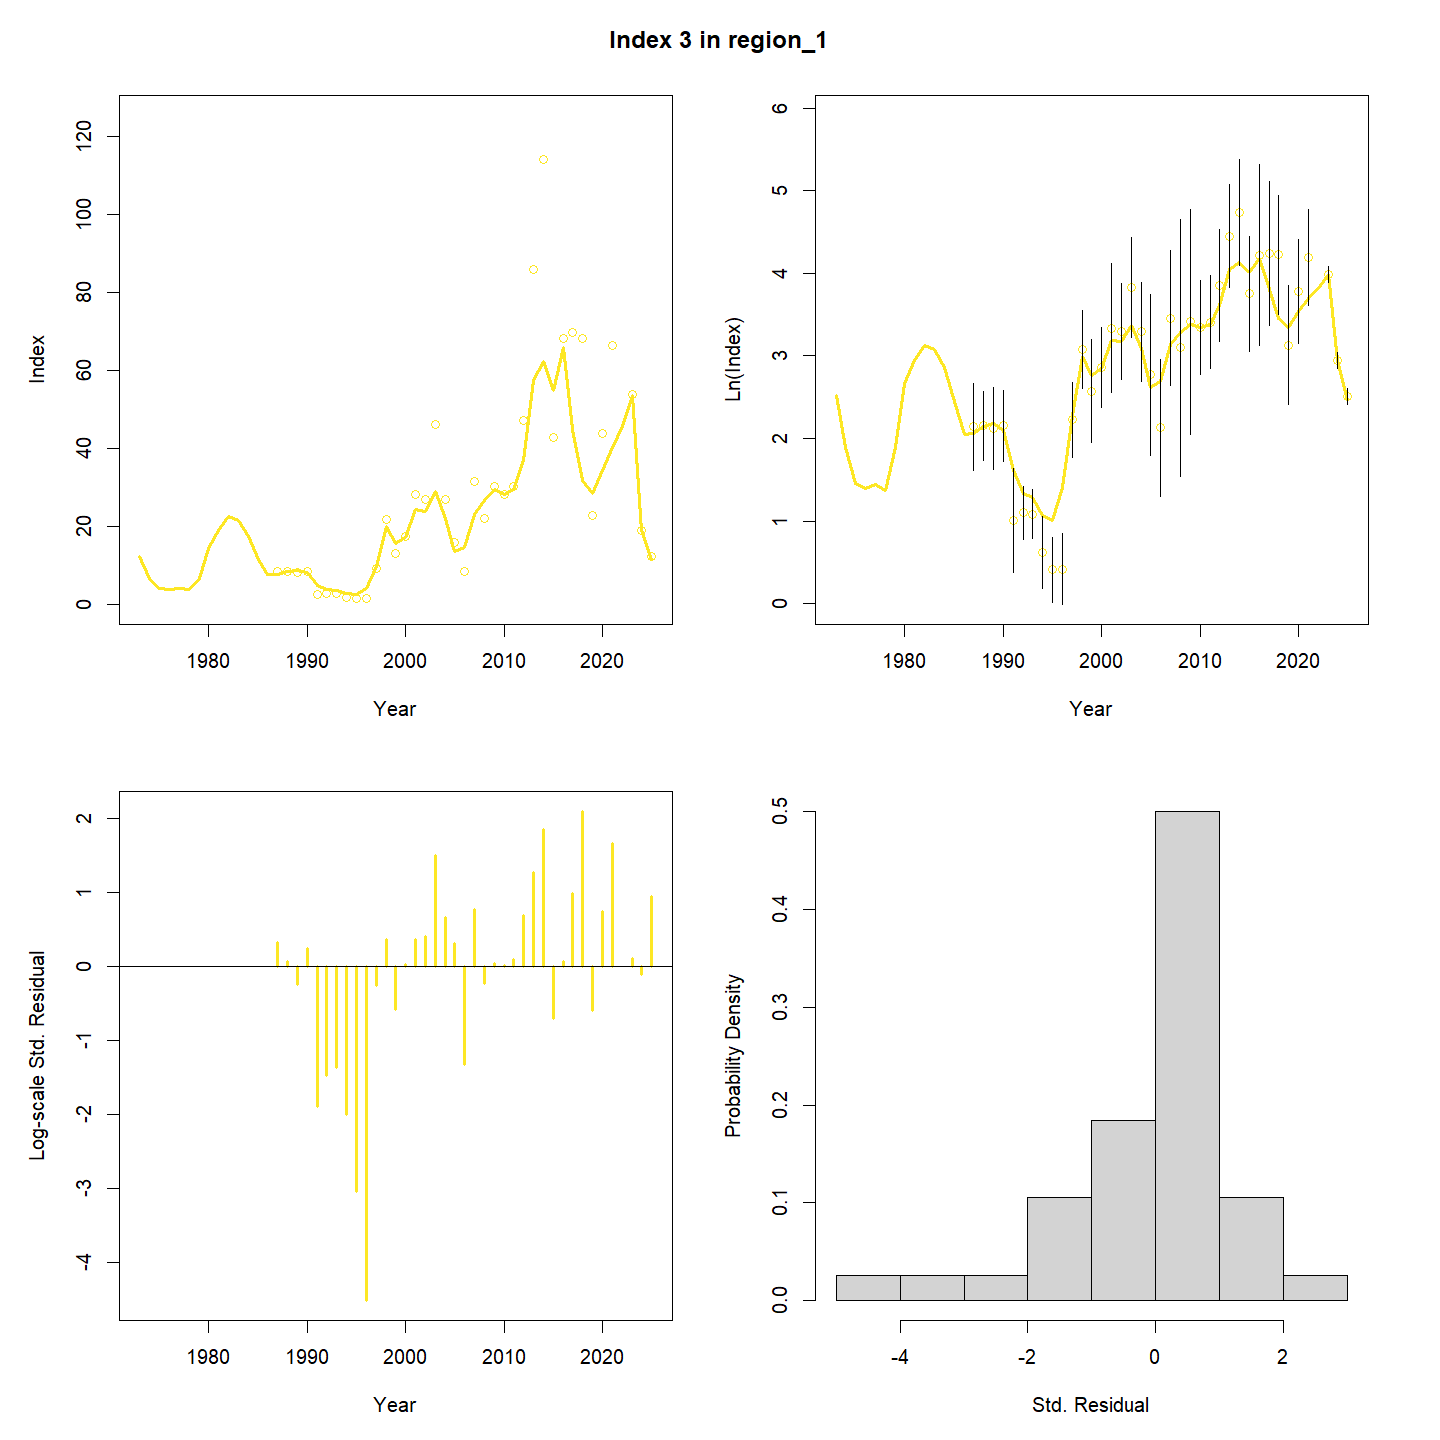 Index 3 in region_1
Index
0 20 40 60 80 100 120
1980 1990 2000 2010 2020
Year
Ln(Index)
0 1 2 3 4 5 6
1980 1990 2000 2010 2020
Year
Log-scale Std. Residual
-4 -3 -2 -1 0 1 2
1980 1990 2000 2010 2020
Year
Probability Density
0.0 0.1 0.2 0.3 0.4 0.5
-4 -2 0 2
Std. Residual